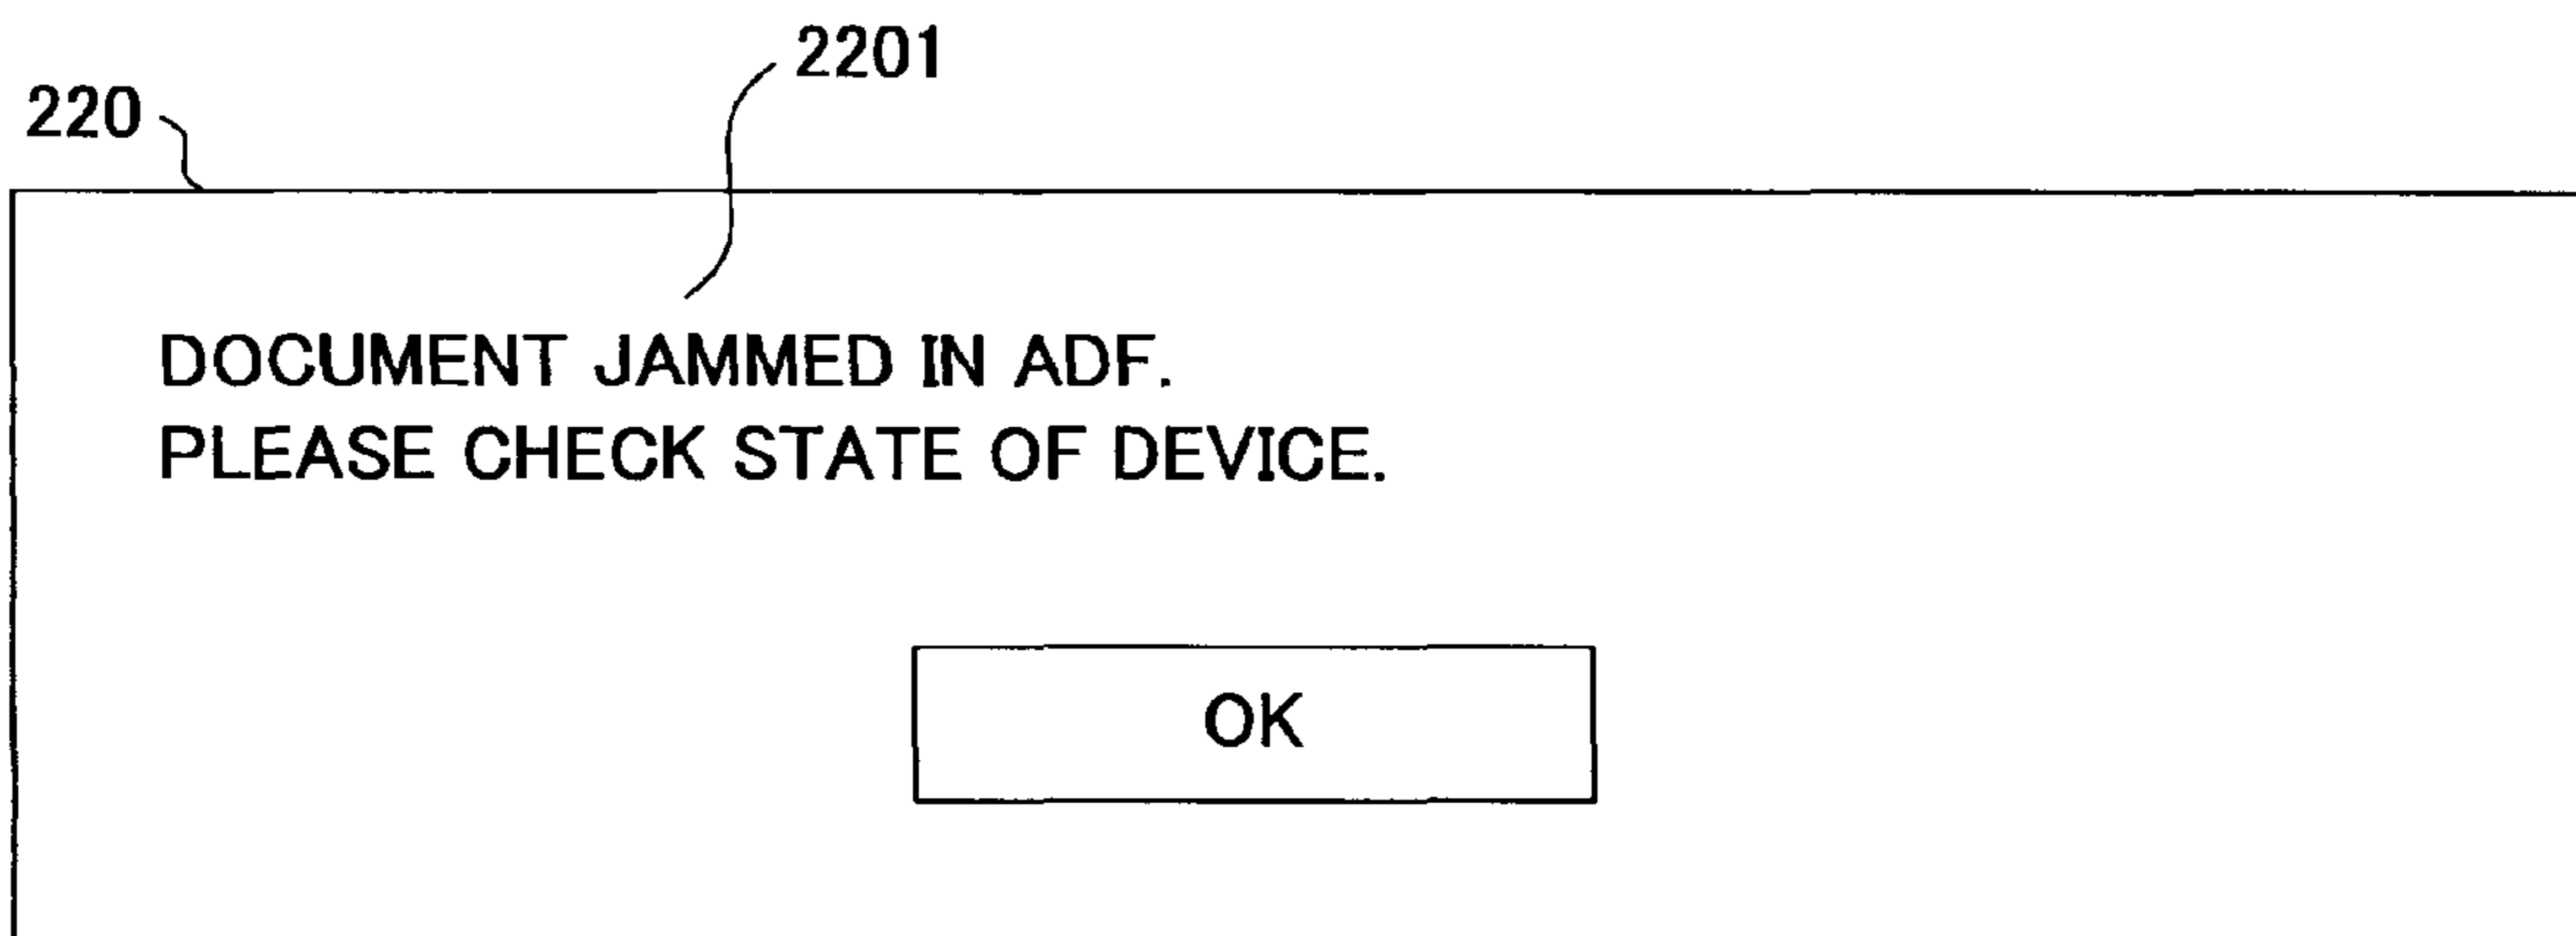 2201
220
DOCUMENT JAMMED IN ADF.
PLEASE CHECK STATE OF DEVICE.
OK